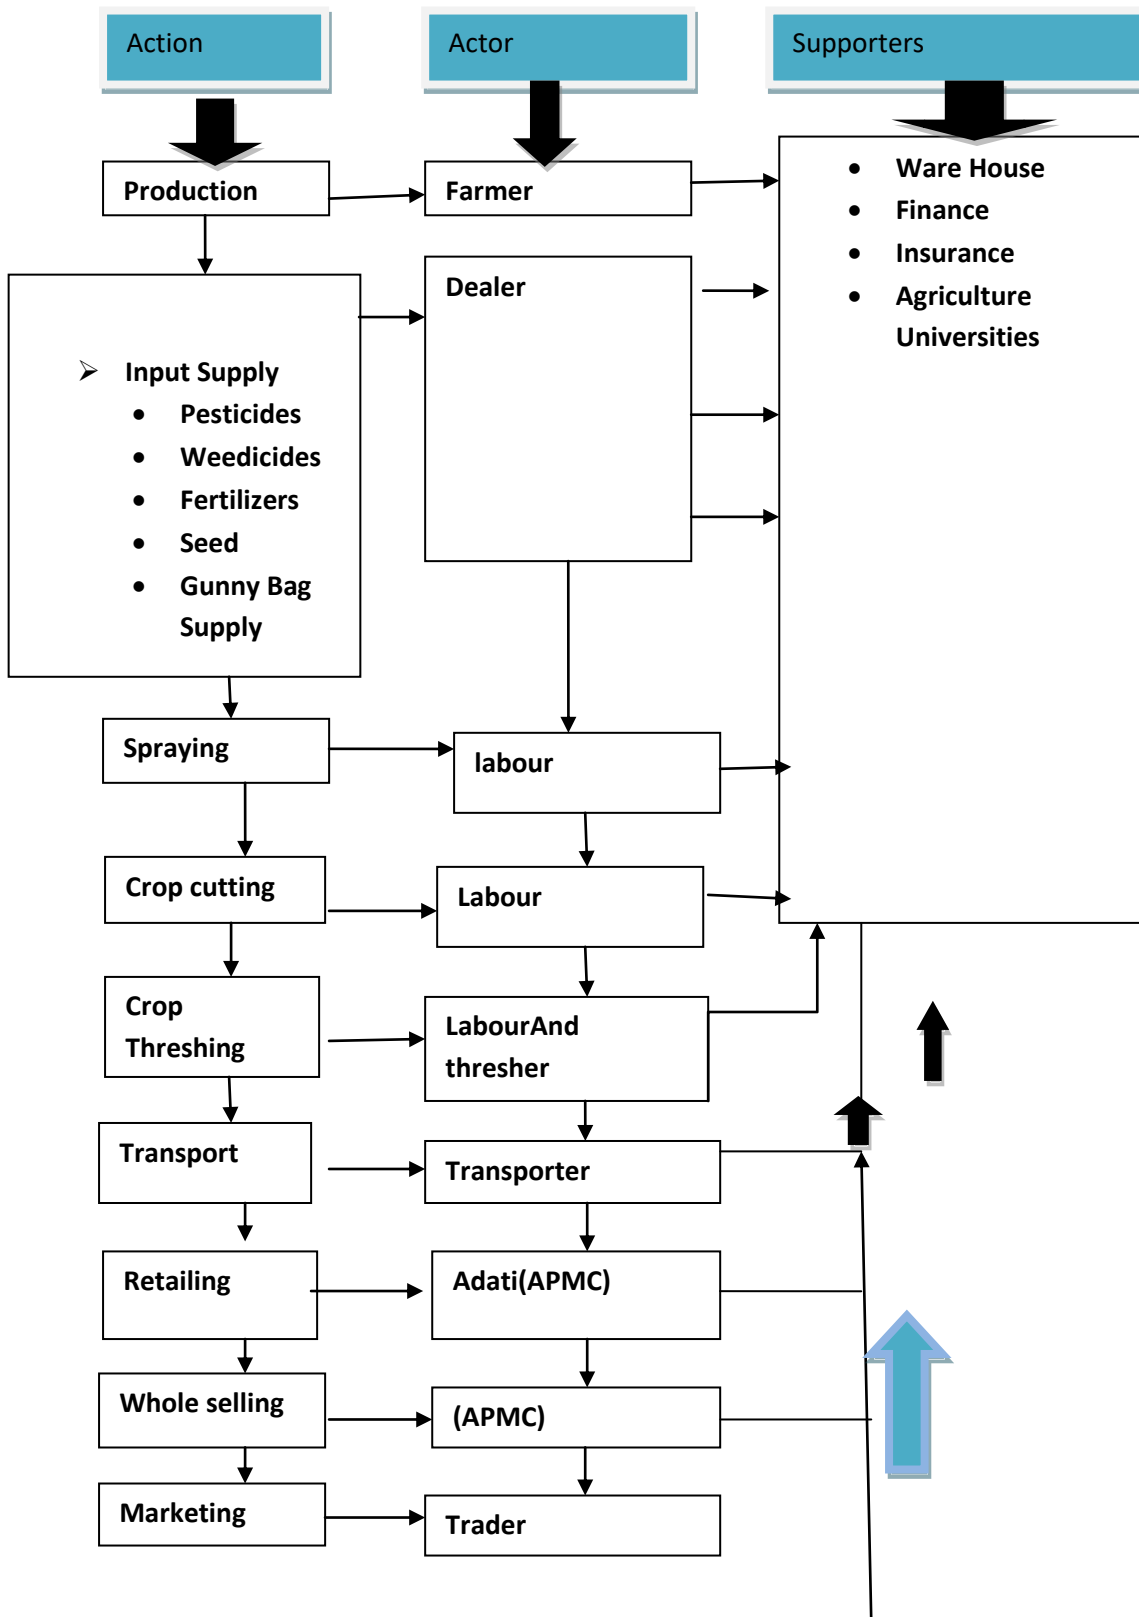 Action
Actor
Supporters
Production
Farmer
• Ware House
• Finance
• Insurance
• Agriculture
Universities
Dealer
➢ Input Supply
• Pesticides
• Weedicides
• Fertilizers
• Seed
• Gunny Bag
Supply
Spraying
labour
Crop cutting
Labour
Crop
Threshing
LabourAnd
thresher
Transport
Transporter
Retailing
Adati(APMC)
Whole selling
(APMC)
Marketing
Trader